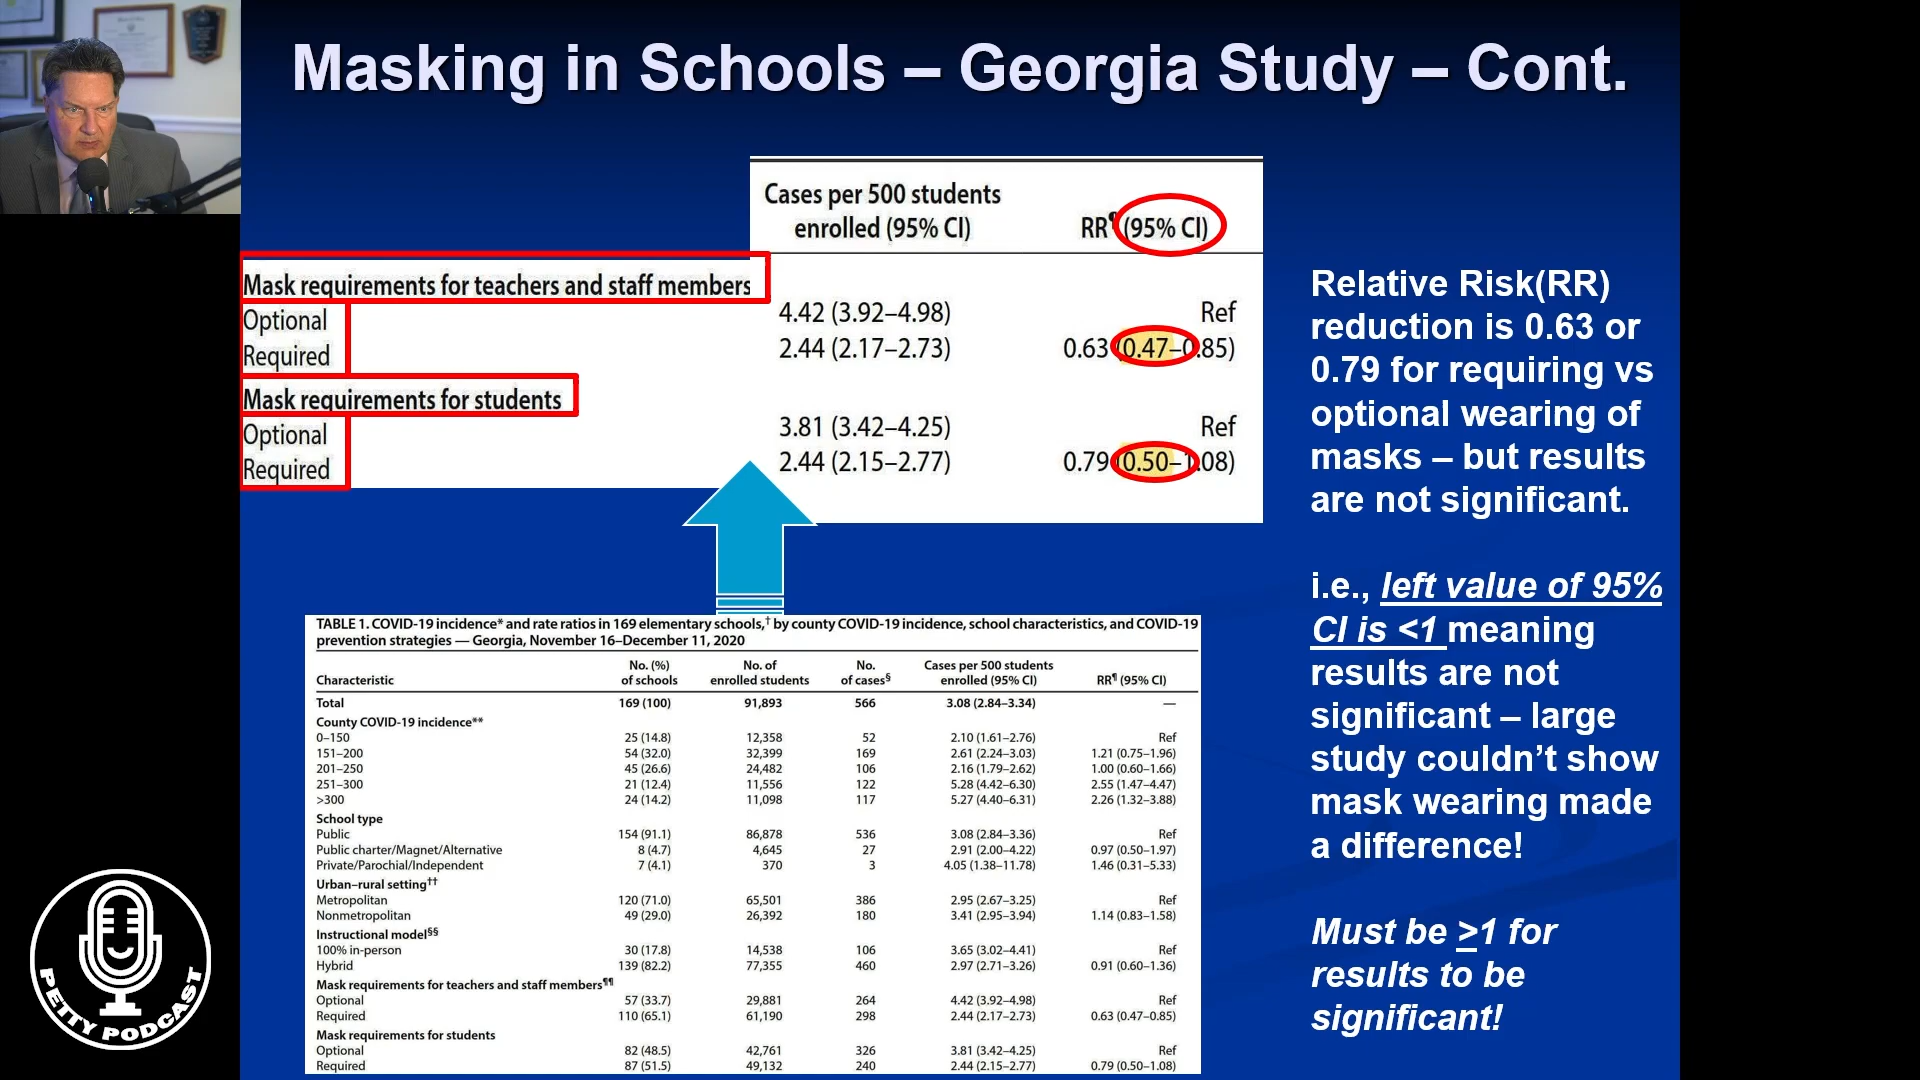 Masking in Schools – Georgia Study – Cont.
Cases per 500 students
enrolled (95% CI) RR¶ (95% CI)
Mask requirements for teachers and staff members
Optional 4.42 (3.92–4.98) Ref
Required 2.44 (2.17–2.73) 0.63 (0.47–0.85)
Mask requirements for students
Optional 3.81 (3.42–4.25) Ref
Required 2.44 (2.15–2.77) 0.79 (0.50–1.08)
Relative Risk(RR)
reduction is 0.63 or
0.79 for requiring vs
optional wearing of
masks – but results
are not significant.
i.e., left value of 95%
CI is <1 meaning
results are not
significant – large
study couldn’t show
mask wearing made
a difference!
Must be >1 for
results to be
significant!
TABLE 1. COVID-19 incidence* and rate ratios in 169 elementary schools,† by county COVID-19 incidence, school characteristics, and COVID-19
prevention strategies — Georgia, November 16–December 11, 2020
No. (%) No. of No. Cases per 500 students
Characteristic of schools enrolled students of cases§ enrolled (95% CI) RR¶ (95% CI)
Total 169 (100) 91,893 566 3.08 (2.84–3.34) —
County COVID-19 incidence**
0–150 25 (14.8) 12,358 52 2.10 (1.61–2.76) Ref
151–200 54 (32.0) 32,399 169 2.61 (2.24–3.03) 1.21 (0.75–1.96)
201–250 45 (26.6) 24,482 106 2.16 (1.79–2.62) 1.00 (0.60–1.66)
251–300 21 (12.4) 11,556 122 5.28 (4.42–6.30) 2.55 (1.47–4.47)
>300 24 (14.2) 11,098 117 5.27 (4.40–6.31) 2.26 (1.32–3.88)
School type
Public 154 (91.1) 86,878 536 3.08 (2.84–3.36) Ref
Public charter/Magnet/Alternative 8 (4.7) 4,645 27 2.91 (2.00–4.22) 0.97 (0.50–1.97)
Private/Parochial/Independent 7 (4.1) 370 3 4.05 (1.38–11.78) 1.46 (0.31–5.33)
Urban–rural setting††
Metropolitan 120 (71.0) 65,501 386 2.95 (2.67–3.25) Ref
Nonmetropolitan 49 (29.0) 26,392 180 3.41 (2.95–3.94) 1.14 (0.83–1.58)
Instructional model§§
100% in-person 30 (17.8) 14,538 106 3.65 (3.02–4.41) Ref
Hybrid 139 (82.2) 77,355 460 2.97 (2.71–3.26) 0.91 (0.60–1.36)
Mask requirements for teachers and staff members¶¶
Optional 57 (33.7) 29,881 264 4.42 (3.92–4.98) Ref
Required 110 (65.1) 61,190 298 2.44 (2.17–2.73) 0.63 (0.47–0.85)
Mask requirements for students
Optional 82 (48.5) 42,761 326 3.81 (3.42–4.25) Ref
Required 87 (51.5) 49,132 240 2.44 (2.15–2.77) 0.79 (0.50–1.08)
PETTY PODCAST